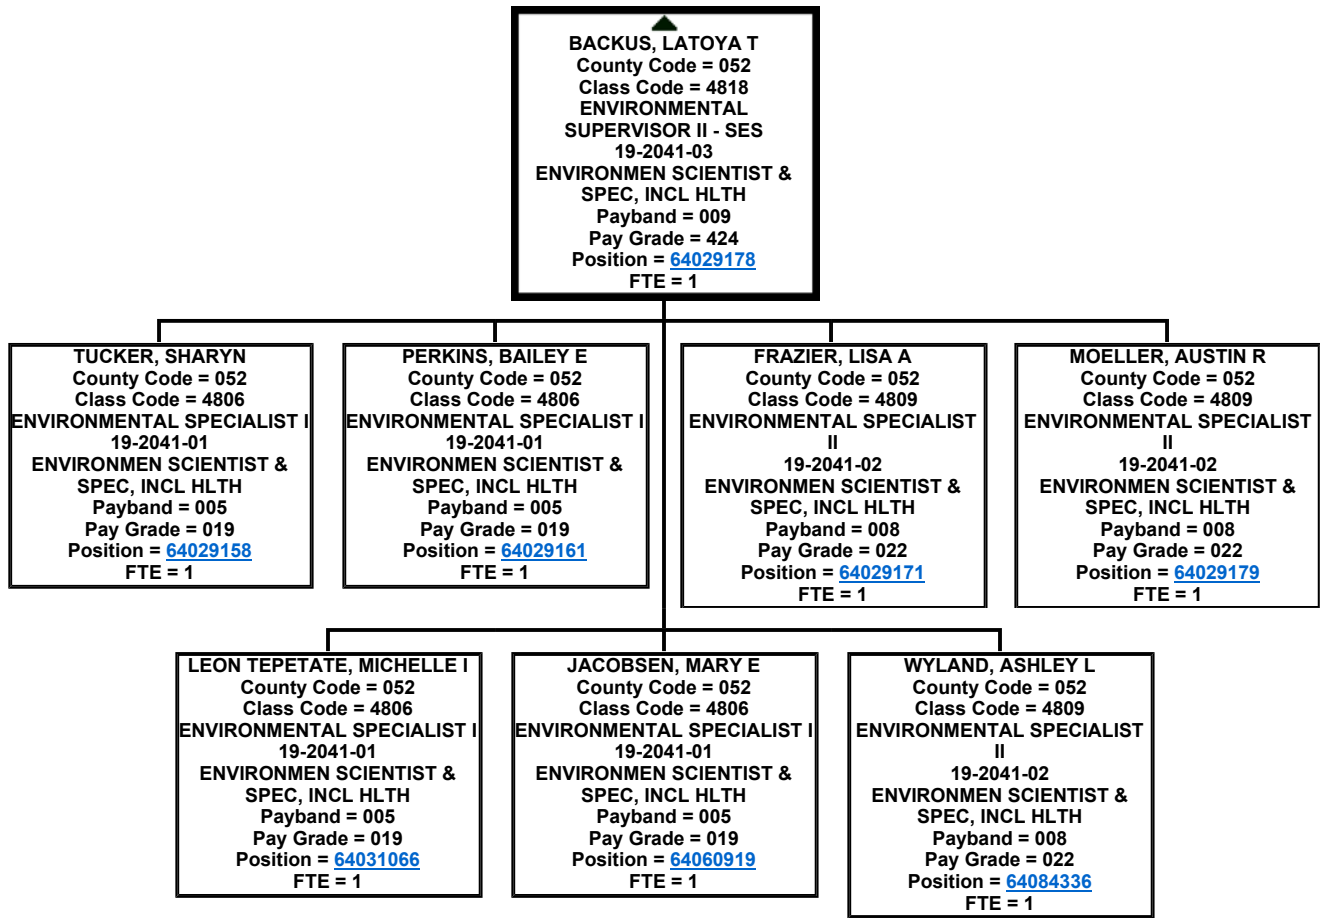 BACKUS, LATOYA T
County Code = 052
Class Code = 4818
ENVIRONMENTAL
SUPERVISOR II - SES
19-2041-03
ENVIRONMEN SCIENTIST &
SPEC, INCL HLTH
Payband = 009
Pay Grade = 424
Position = 64029178
FTE = 1
TUCKER, SHARYN
County Code = 052
Class Code = 4806
ENVIRONMENTAL SPECIALIST I
19-2041-01
ENVIRONMEN SCIENTIST &
SPEC, INCL HLTH
Payband = 005
Pay Grade = 019
Position = 64029158
FTE = 1
PERKINS, BAILEY E
County Code = 052
Class Code = 4806
ENVIRONMENTAL SPECIALIST I
19-2041-01
ENVIRONMEN SCIENTIST &
SPEC, INCL HLTH
Payband = 005
Pay Grade = 019
Position = 64029161
FTE = 1
FRAZIER, LISA A
County Code = 052
Class Code = 4809
ENVIRONMENTAL SPECIALIST
II
19-2041-02
ENVIRONMEN SCIENTIST &
SPEC, INCL HLTH
Payband = 008
Pay Grade = 022
Position = 64029171
FTE = 1
MOELLER, AUSTIN R
County Code = 052
Class Code = 4809
ENVIRONMENTAL SPECIALIST
II
19-2041-02
ENVIRONMEN SCIENTIST &
SPEC, INCL HLTH
Payband = 008
Pay Grade = 022
Position = 64029179
FTE = 1
LEON TEPETATE, MICHELLE I
County Code = 052
Class Code = 4806
ENVIRONMENTAL SPECIALIST I
19-2041-01
ENVIRONMEN SCIENTIST &
SPEC, INCL HLTH
Payband = 005
Pay Grade = 019
Position = 64031066
FTE = 1
JACOBSEN, MARY E
County Code = 052
Class Code = 4806
ENVIRONMENTAL SPECIALIST I
19-2041-01
ENVIRONMEN SCIENTIST &
SPEC, INCL HLTH
Payband = 005
Pay Grade = 019
Position = 64060919
FTE = 1
WYLAND, ASHLEY L
County Code = 052
Class Code = 4809
ENVIRONMENTAL SPECIALIST
II
19-2041-02
ENVIRONMEN SCIENTIST &
SPEC, INCL HLTH
Payband = 008
Pay Grade = 022
Position = 64084336
FTE = 1